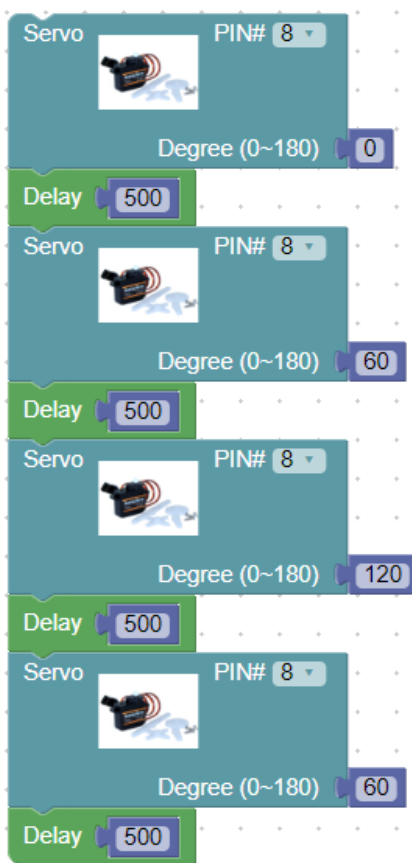 Servo PIN# 8
Degree (0~180) 0
Delay 500
Servo PIN# 8
Degree (0~180) 60
Delay 500
Servo PIN# 8
Degree (0~180) 120
Delay 500
Servo PIN# 8
Degree (0~180) 60
Delay 500